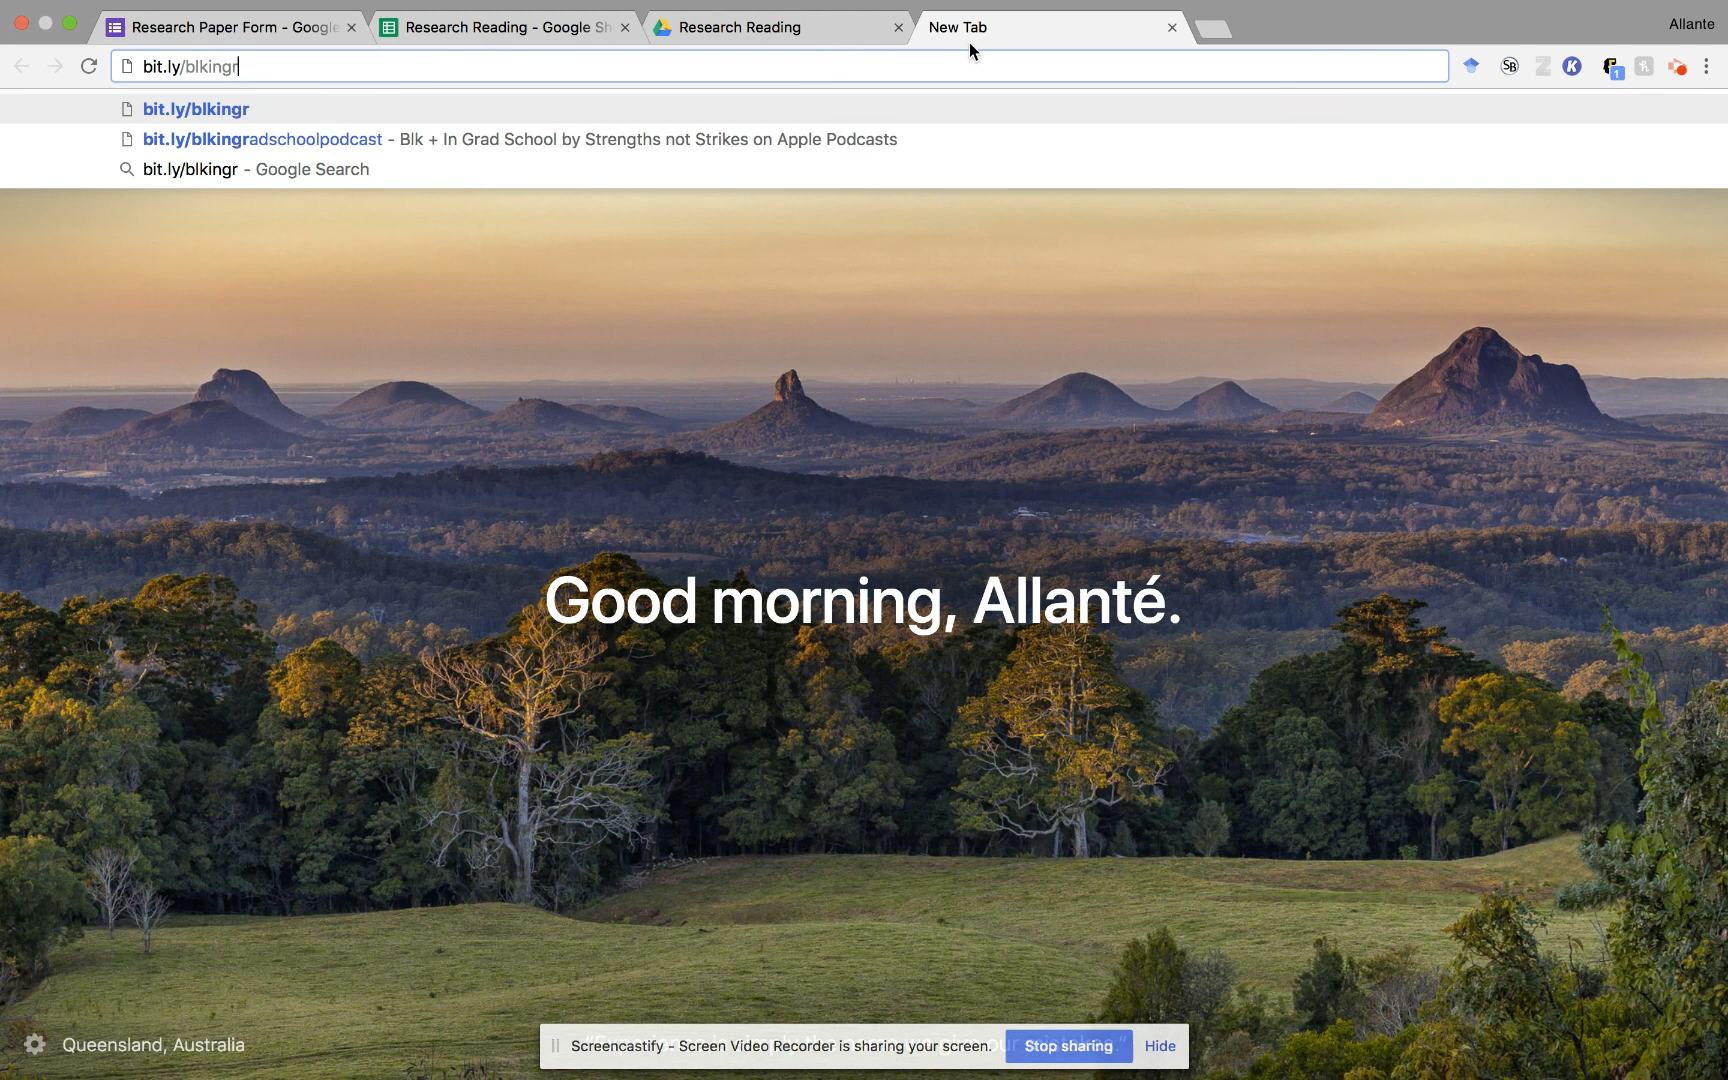 Research Paper Form - Google
Research Reading - Google Sh
Research Reading
New Tab
Allante
bit.ly/blkingr
SB
Z
K
1
bit.ly/blkingr
bit.ly/blkingradschoolpodcast - Blk + In Grad School by Strengths not Strikes on Apple Podcasts
bit.ly/blkingr - Google Search
Good morning, Allanté.
Queensland, Australia
Screencastify - Screen Video Recorder is sharing your screen.
Stop sharing
Hide